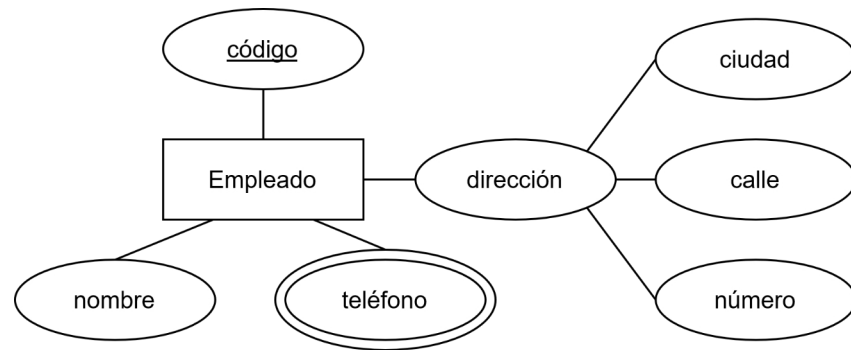 código
ciudad
Empleado
dirección
calle
nombre
teléfono
número